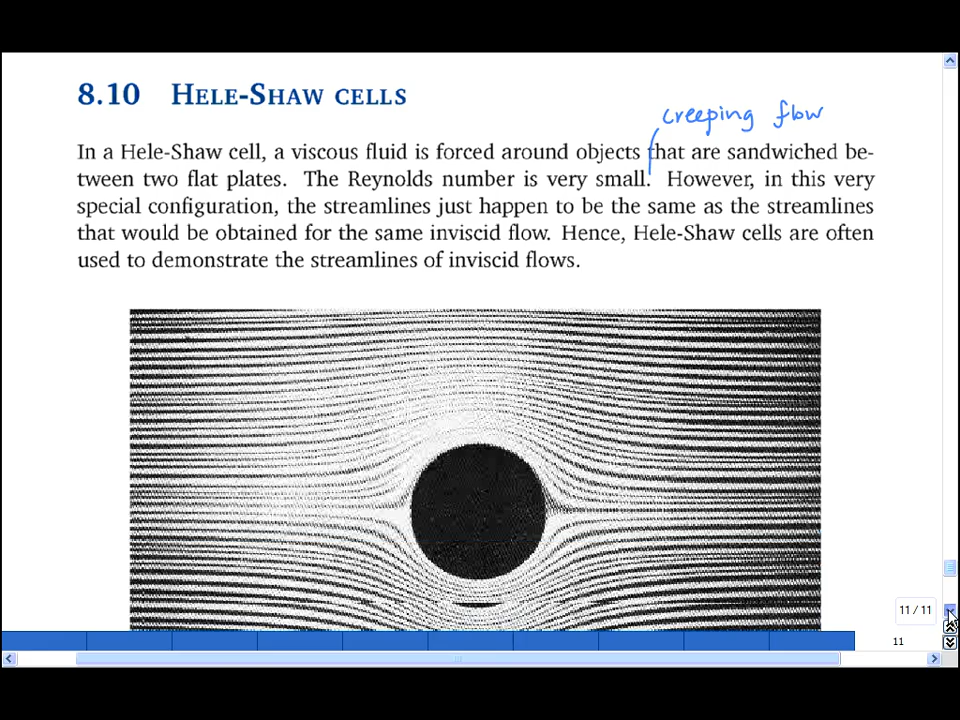 8.10 HELE-SHAW CELLS
creeping flow
In a Hele-Shaw cell, a viscous fluid is forced around objects that are sandwiched be-
tween two flat plates. The Reynolds number is very small. However, in this very
special configuration, the streamlines just happen to be the same as the streamlines
that would be obtained for the same inviscid flow. Hence, Hele-Shaw cells are often
used to demonstrate the streamlines of inviscid flows.
11 / 11
11